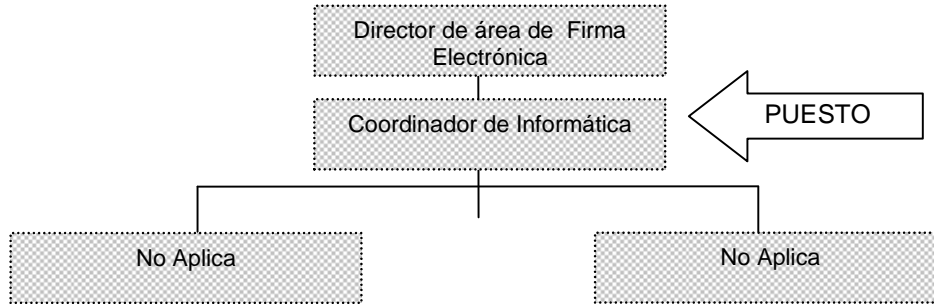 Director de área de Firma
Electrónica
Coordinador de Informática
PUESTO
No Aplica
No Aplica